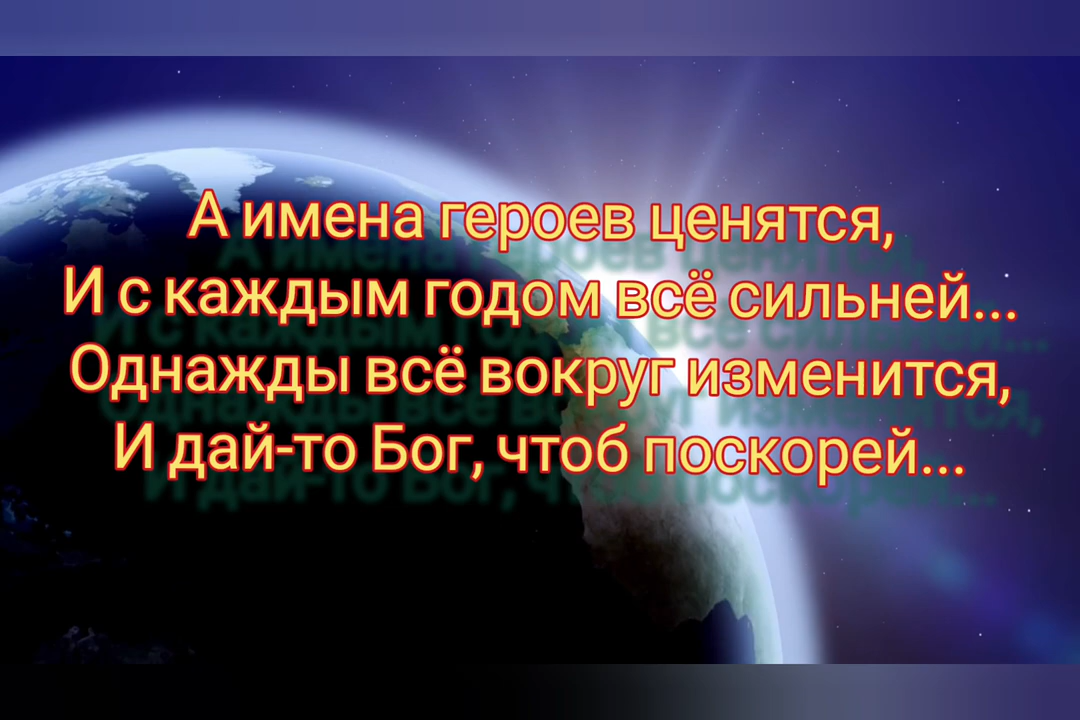 А имена героев ценятся,
И с каждым годом всё сильней...
Однажды всё вокруг изменится,
И дай-то Бог, чтоб поскорей...